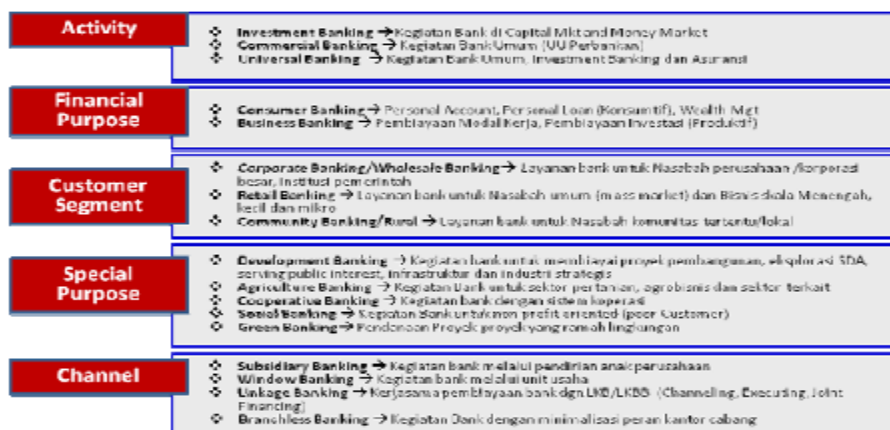 Activity
❖ Investment Banking → Kegiatan Bank di Capital Mkt and Money Market
❖ Commercial Banking → Kegiatan Bank Umum (UU Perbankan)
❖ Universal Banking → Kegiatan Bank Umum, Investment Banking dan Asuransi
Financial
Purpose
❖ Consumer Banking → Personal Account, Personal Loan (Konsumtif), Wealth Mgt
❖ Business Banking → Pembiayaan Modal Kerja, Pembiayaan Investasi (Produktif)
Customer
Segment
❖ Corporate Banking/Wholesale Banking → Layanan bank untuk Nasabah perusahaan /korporasi
besar, institusi pemerintah
❖ Retail Banking → Layanan bank untuk Nasabah umum (mass market) dan Bisnis skala Menengah,
kecil dan mikro
❖ Community Banking/Rural → Layanan bank untuk Nasabah komunitas tertentu/lokal
Special
Purpose
❖ Development Banking → Kegiatan bank untuk membiayai proyek pembangunan, eksplorasi SDA,
serving public interest, infrastruktur dan industri strategis
❖ Agriculture Banking → Kegiatan Bank untuk sektor pertanian, agrobisnis dan sektor terkait
❖ Cooperative Banking → Kegiatan bank dengan sistem koperasi
❖ Social Banking → Kegiatan Bank untuk non profit oriented (poor Customer)
❖ Green Banking → Pendanaan Proyek proyek yang ramah lingkungan
Channel
❖ Subsidiary Banking → Kegiatan bank melalui pendirian anak perusahaan
❖ Window Banking → Kegiatan bank melalui unit usaha
❖ Linkage Banking → Kerjasama pembiayaan bank dgn LKB/LKBB (Channeling, Executing, Joint
Financing)
❖ Branchless Banking → Kegiatan Bank dengan minimalisasi peran kantor cabang